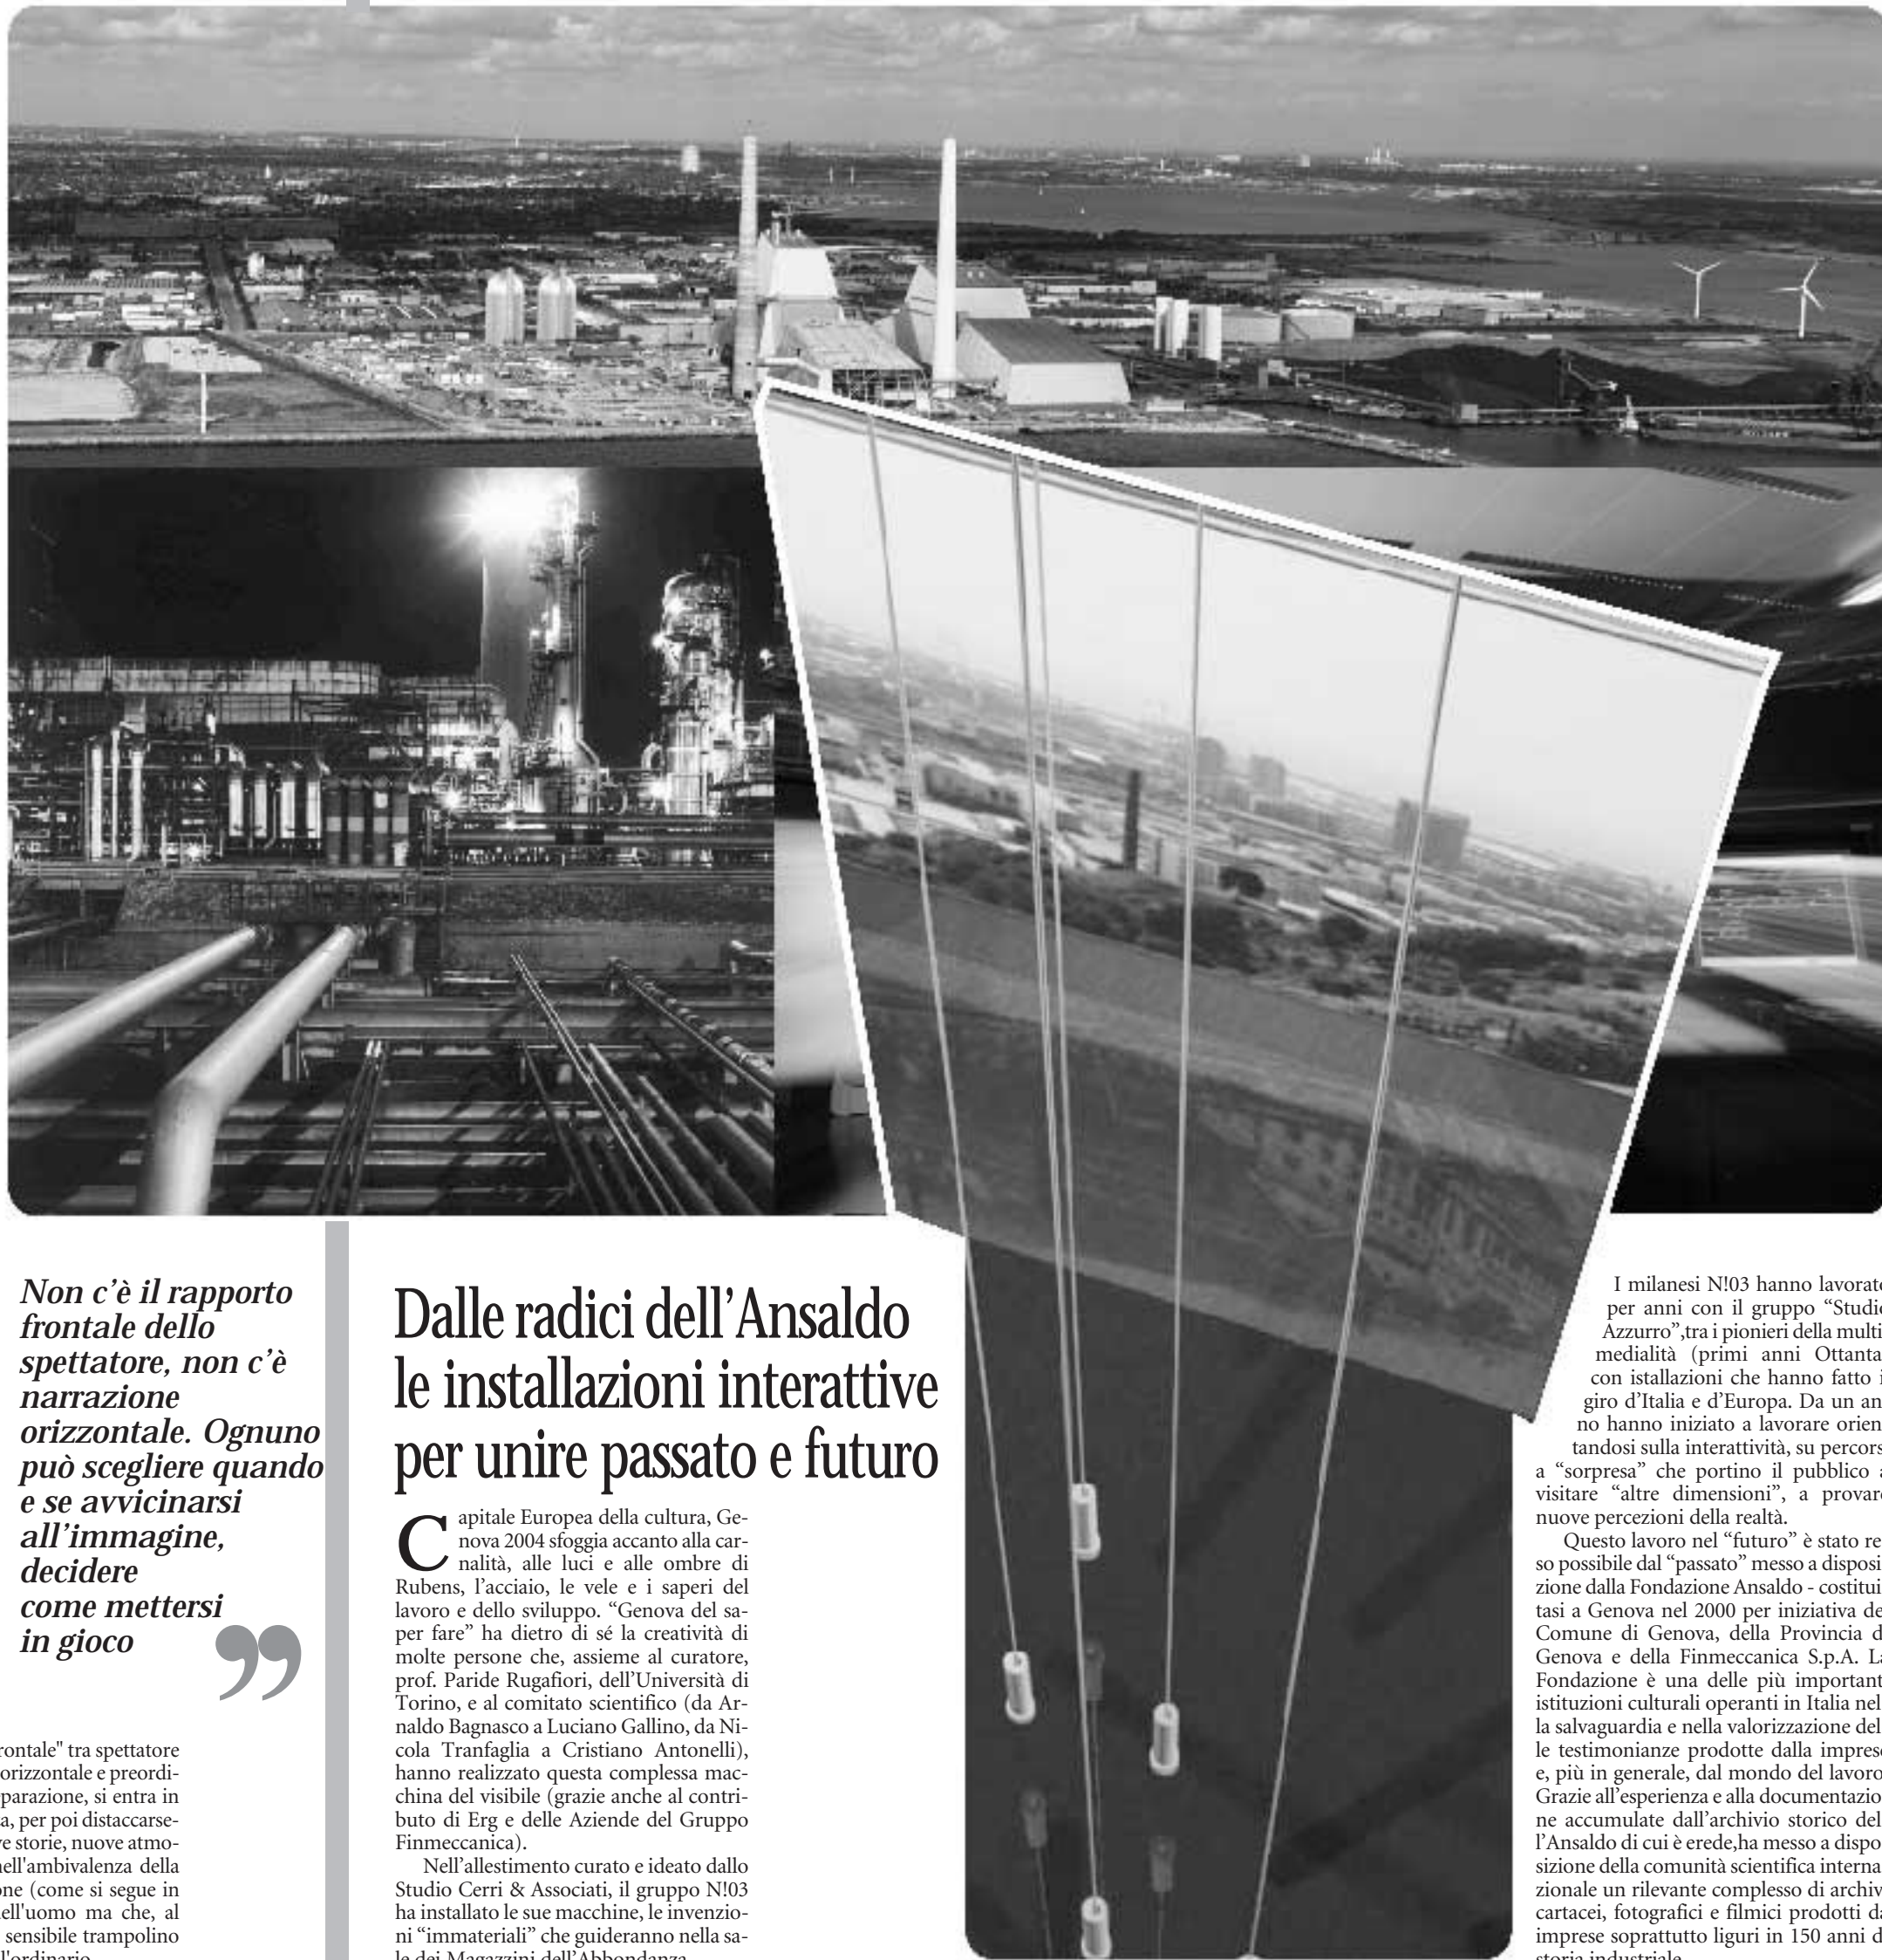 Non c’è il rapporto
frontale dello
spettatore, non c’è
narrazione
orizzontale. Ognuno
può scegliere quando
e se avvicinarsi
all’immagine,
decidere
come mettersi
in gioco
”
rontale" tra spettatore
orizzontale e preordi-
parazione, si entra in
a, per poi distaccarse-
ve storie, nuove atmo-
nell'ambivalenza della
one (come si segue in
ell'uomo ma che, al
sensibile trampolino
l'ordinario
Dalle radici dell’Ansaldo
le installazioni interattive
per unire passato e futuro
Capitale Europea della cultura, Ge-
nova 2004 sfoggia accanto alla car-
nalità, alle luci e alle ombre di
Rubens, l’acciaio, le vele e i saperi del
lavoro e dello sviluppo. “Genova del sa-
per fare” ha dietro di sé la creatività di
molte persone che, assieme al curatore,
prof. Paride Rugafiori, dell’Università di
Torino, e al comitato scientifico (da Ar-
naldo Bagnasco a Luciano Gallino, da Ni-
cola Tranfaglia a Cristiano Antonelli),
hanno realizzato questa complessa mac-
china del visibile (grazie anche al contri-
buto di Erg e delle Aziende del Gruppo
Finmeccanica).
Nell’allestimento curato e ideato dallo
Studio Cerri & Associati, il gruppo N!03
ha installato le sue macchine, le invenzio-
ni “immateriali” che guideranno nella sa-
le dei Magazzini dell’Abbondanza
I milanesi N!03 hanno lavorato
per anni con il gruppo “Studio
Azzurro”,tra i pionieri della multi
medialità (primi anni Ottanta
con istallazioni che hanno fatto i
giro d’Italia e d’Europa. Da un an
no hanno iniziato a lavorare orien
tandosi sulla interattività, su percors
a “sorpresa” che portino il pubblico a
visitare “altre dimensioni”, a provare
nuove percezioni della realtà.
Questo lavoro nel “futuro” è stato re
so possibile dal “passato” messo a disposi
zione dalla Fondazione Ansaldo - costitui
tasi a Genova nel 2000 per iniziativa de
Comune di Genova, della Provincia d
Genova e della Finmeccanica S.p.A. La
Fondazione è una delle più important
istituzioni culturali operanti in Italia nel
la salvaguardia e nella valorizzazione del
le testimonianze prodotte dalla imprese
e, più in generale, dal mondo del lavoro
Grazie all’esperienza e alla documentazio
ne accumulate dall’archivio storico del
l’Ansaldo di cui è erede,ha messo a dispo
sizione della comunità scientifica interna
zionale un rilevante complesso di archiv
cartacei, fotografici e filmici prodotti da
imprese soprattutto liguri in 150 anni d
storia industriale